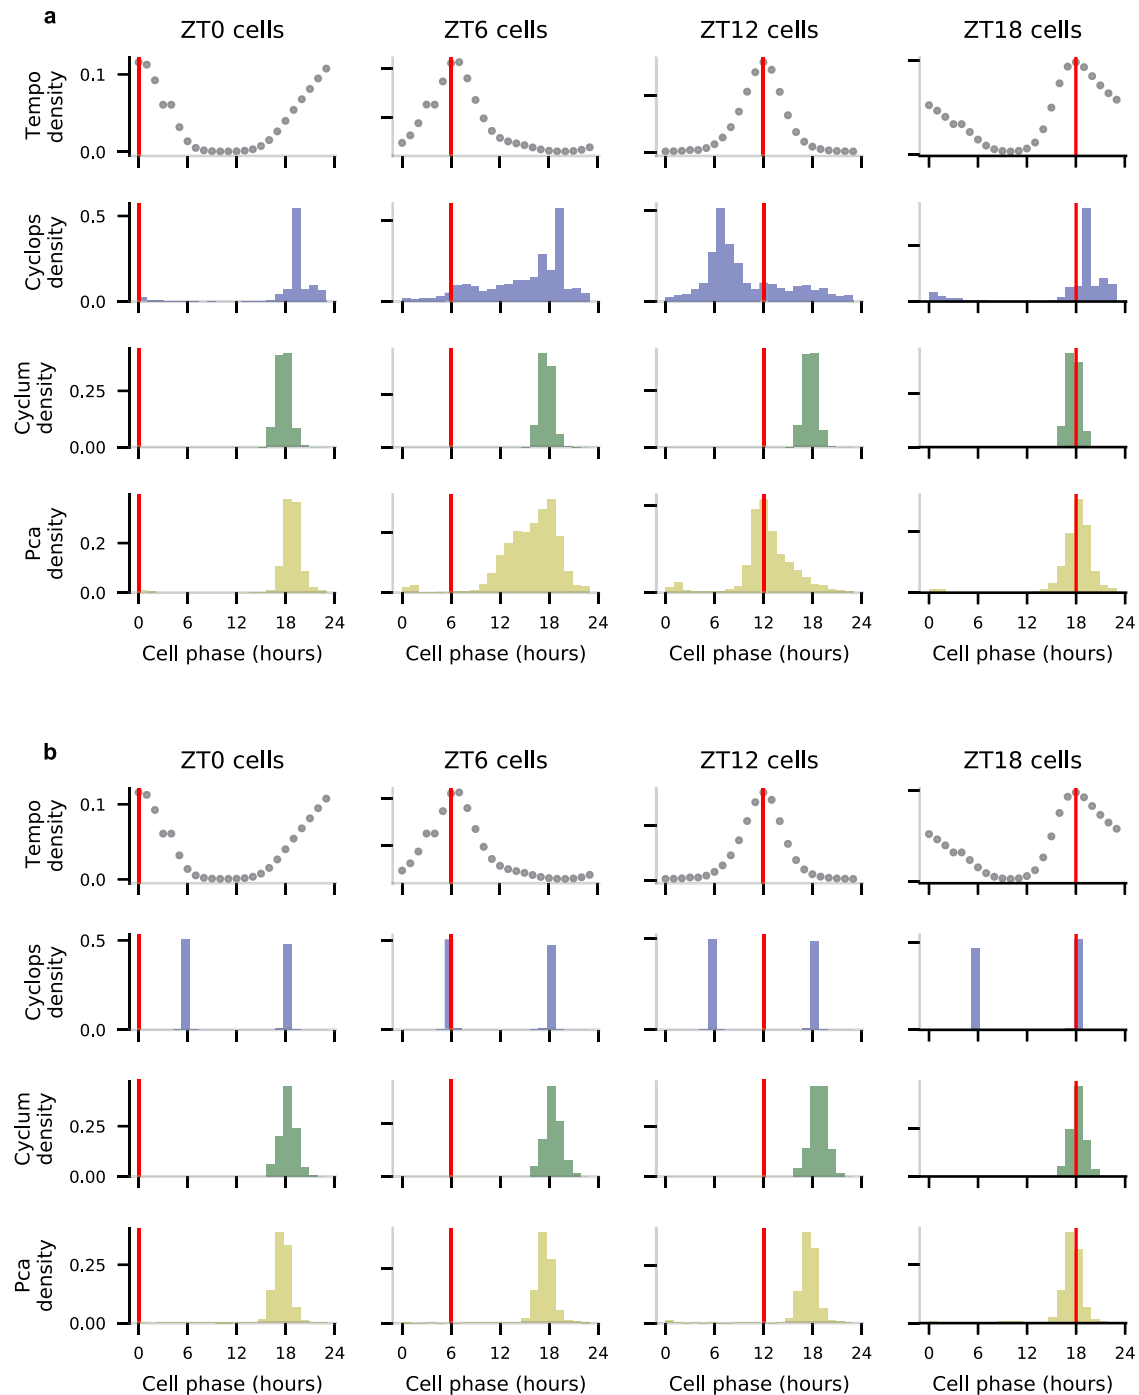 a
ZT0 cells ZT6 cells ZT12 cells ZT18 cells
Tempo
density
0.1
0.0
Cyclops
density
0.5
0.0
Cyclum
density
0.25
0.00
Pca
density
0.2
0.0
0 6 12 18 24 0 6 12 18 24 0 6 12 18 24 0 6 12 18 24
Cell phase (hours) Cell phase (hours) Cell phase (hours) Cell phase (hours)
b
ZT0 cells ZT6 cells ZT12 cells ZT18 cells
Tempo
density
0.1
0.0
Cyclops
density
0.5
0.0
Cyclum
density
0.25
0.00
Pca
density
0.25
0.00
0 6 12 18 24 0 6 12 18 24 0 6 12 18 24 0 6 12 18 24
Cell phase (hours) Cell phase (hours) Cell phase (hours) Cell phase (hours)